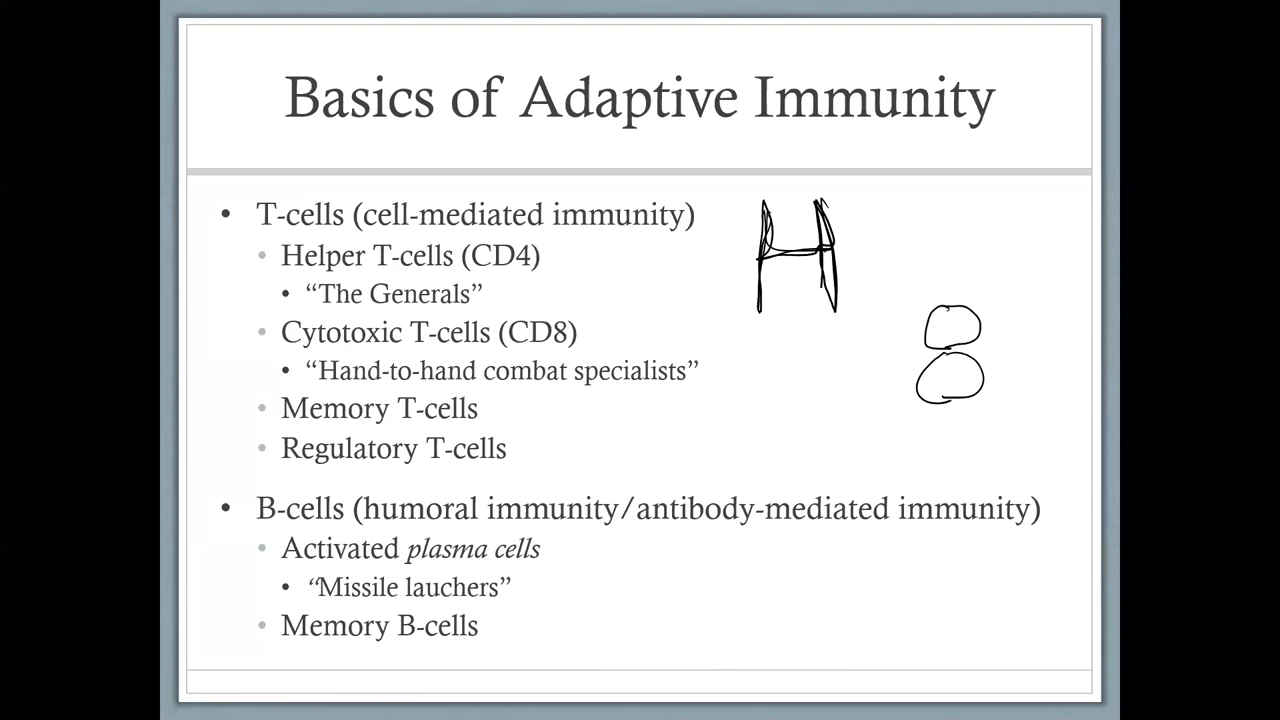 Basics of Adaptive Immunity
• T-cells (cell-mediated immunity)
• Helper T-cells (CD4)
• “The Generals”
• Cytotoxic T-cells (CD8)
• “Hand-to-hand combat specialists”
• Memory T-cells
• Regulatory T-cells
• B-cells (humoral immunity/antibody-mediated immunity)
• Activated plasma cells
• “Missile lauchers”
• Memory B-cells
H
8